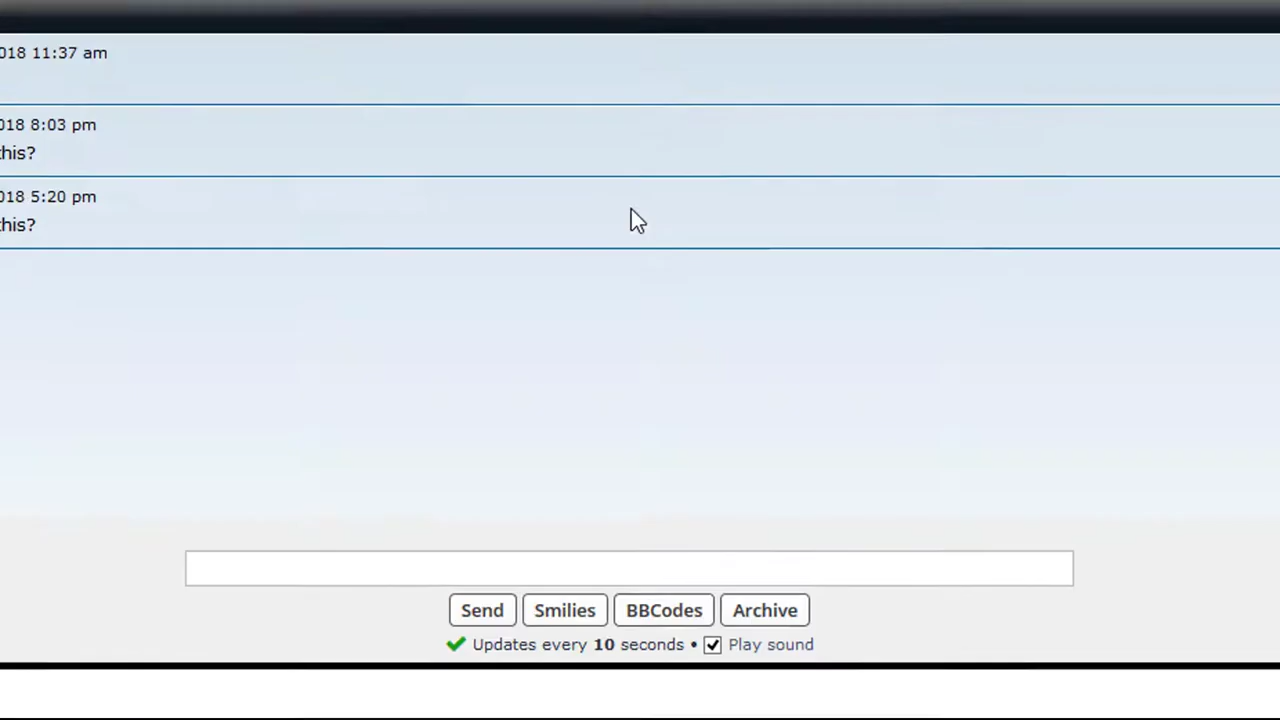 018 11:37 am
018 8:03 pm
this?
018 5:20 pm
this?
Send Smilies BBCodes Archive
Updates every 10 seconds • Play sound